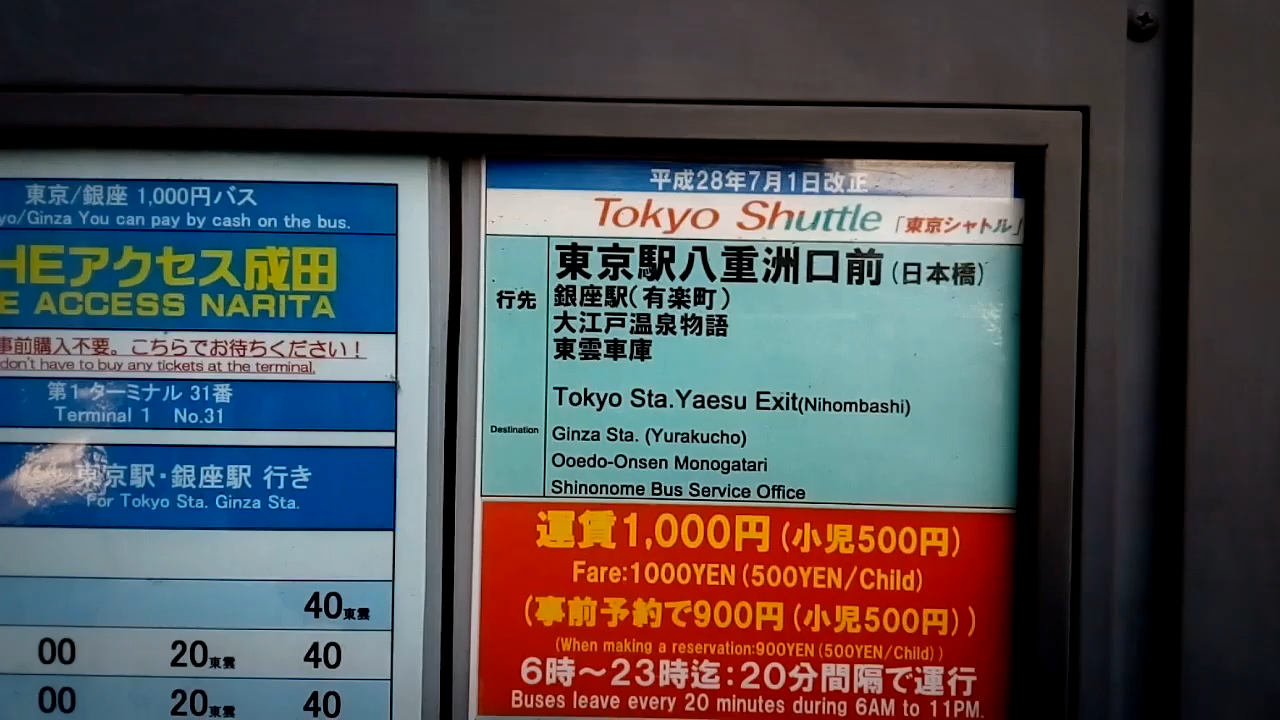 東京/銀座 1,000円バス
yo/Ginza You can pay by cash on the bus.
HEアクセス成田
E ACCESS NARITA
事前購入不要。こちらでお待ちください！
don't have to buy any tickets at the terminal.
第1 ターミナル 31番
Terminal 1 No.31
東京駅・銀座駅 行き
For Tokyo Sta. Ginza Sta.
40東雲
00 20東雲 40
00 20東雲 40
平成28年7月1日改正
Tokyo Shuttle 「東京シャトル」
行先
東京駅八重洲口前(日本橋)
銀座駅(有楽町)
大江戸温泉物語
東雲車庫
Destination
Tokyo Sta.Yaesu Exit(Nihombashi)
Ginza Sta. (Yurakucho)
Ooedo-Onsen Monogatari
Shinonome Bus Service Office
運賃1,000円(小児500円)
Fare:1000YEN(500YEN/Child)
(事前予約で900円(小児500円))
(When making a reservation:900YEN(500YEN/Child))
6時～23時迄:20分間隔で運行
Buses leave every 20 minutes during 6AM to 11PM.